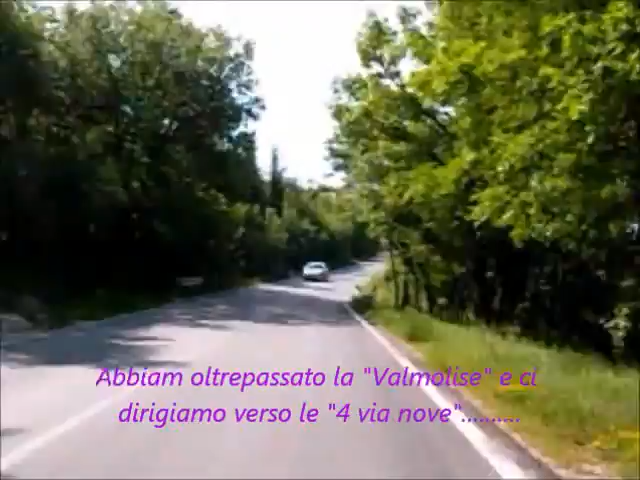 Abbiam oltrepassato la "Valmolise" e ci
dirigiamo verso le "4 via nove"..........